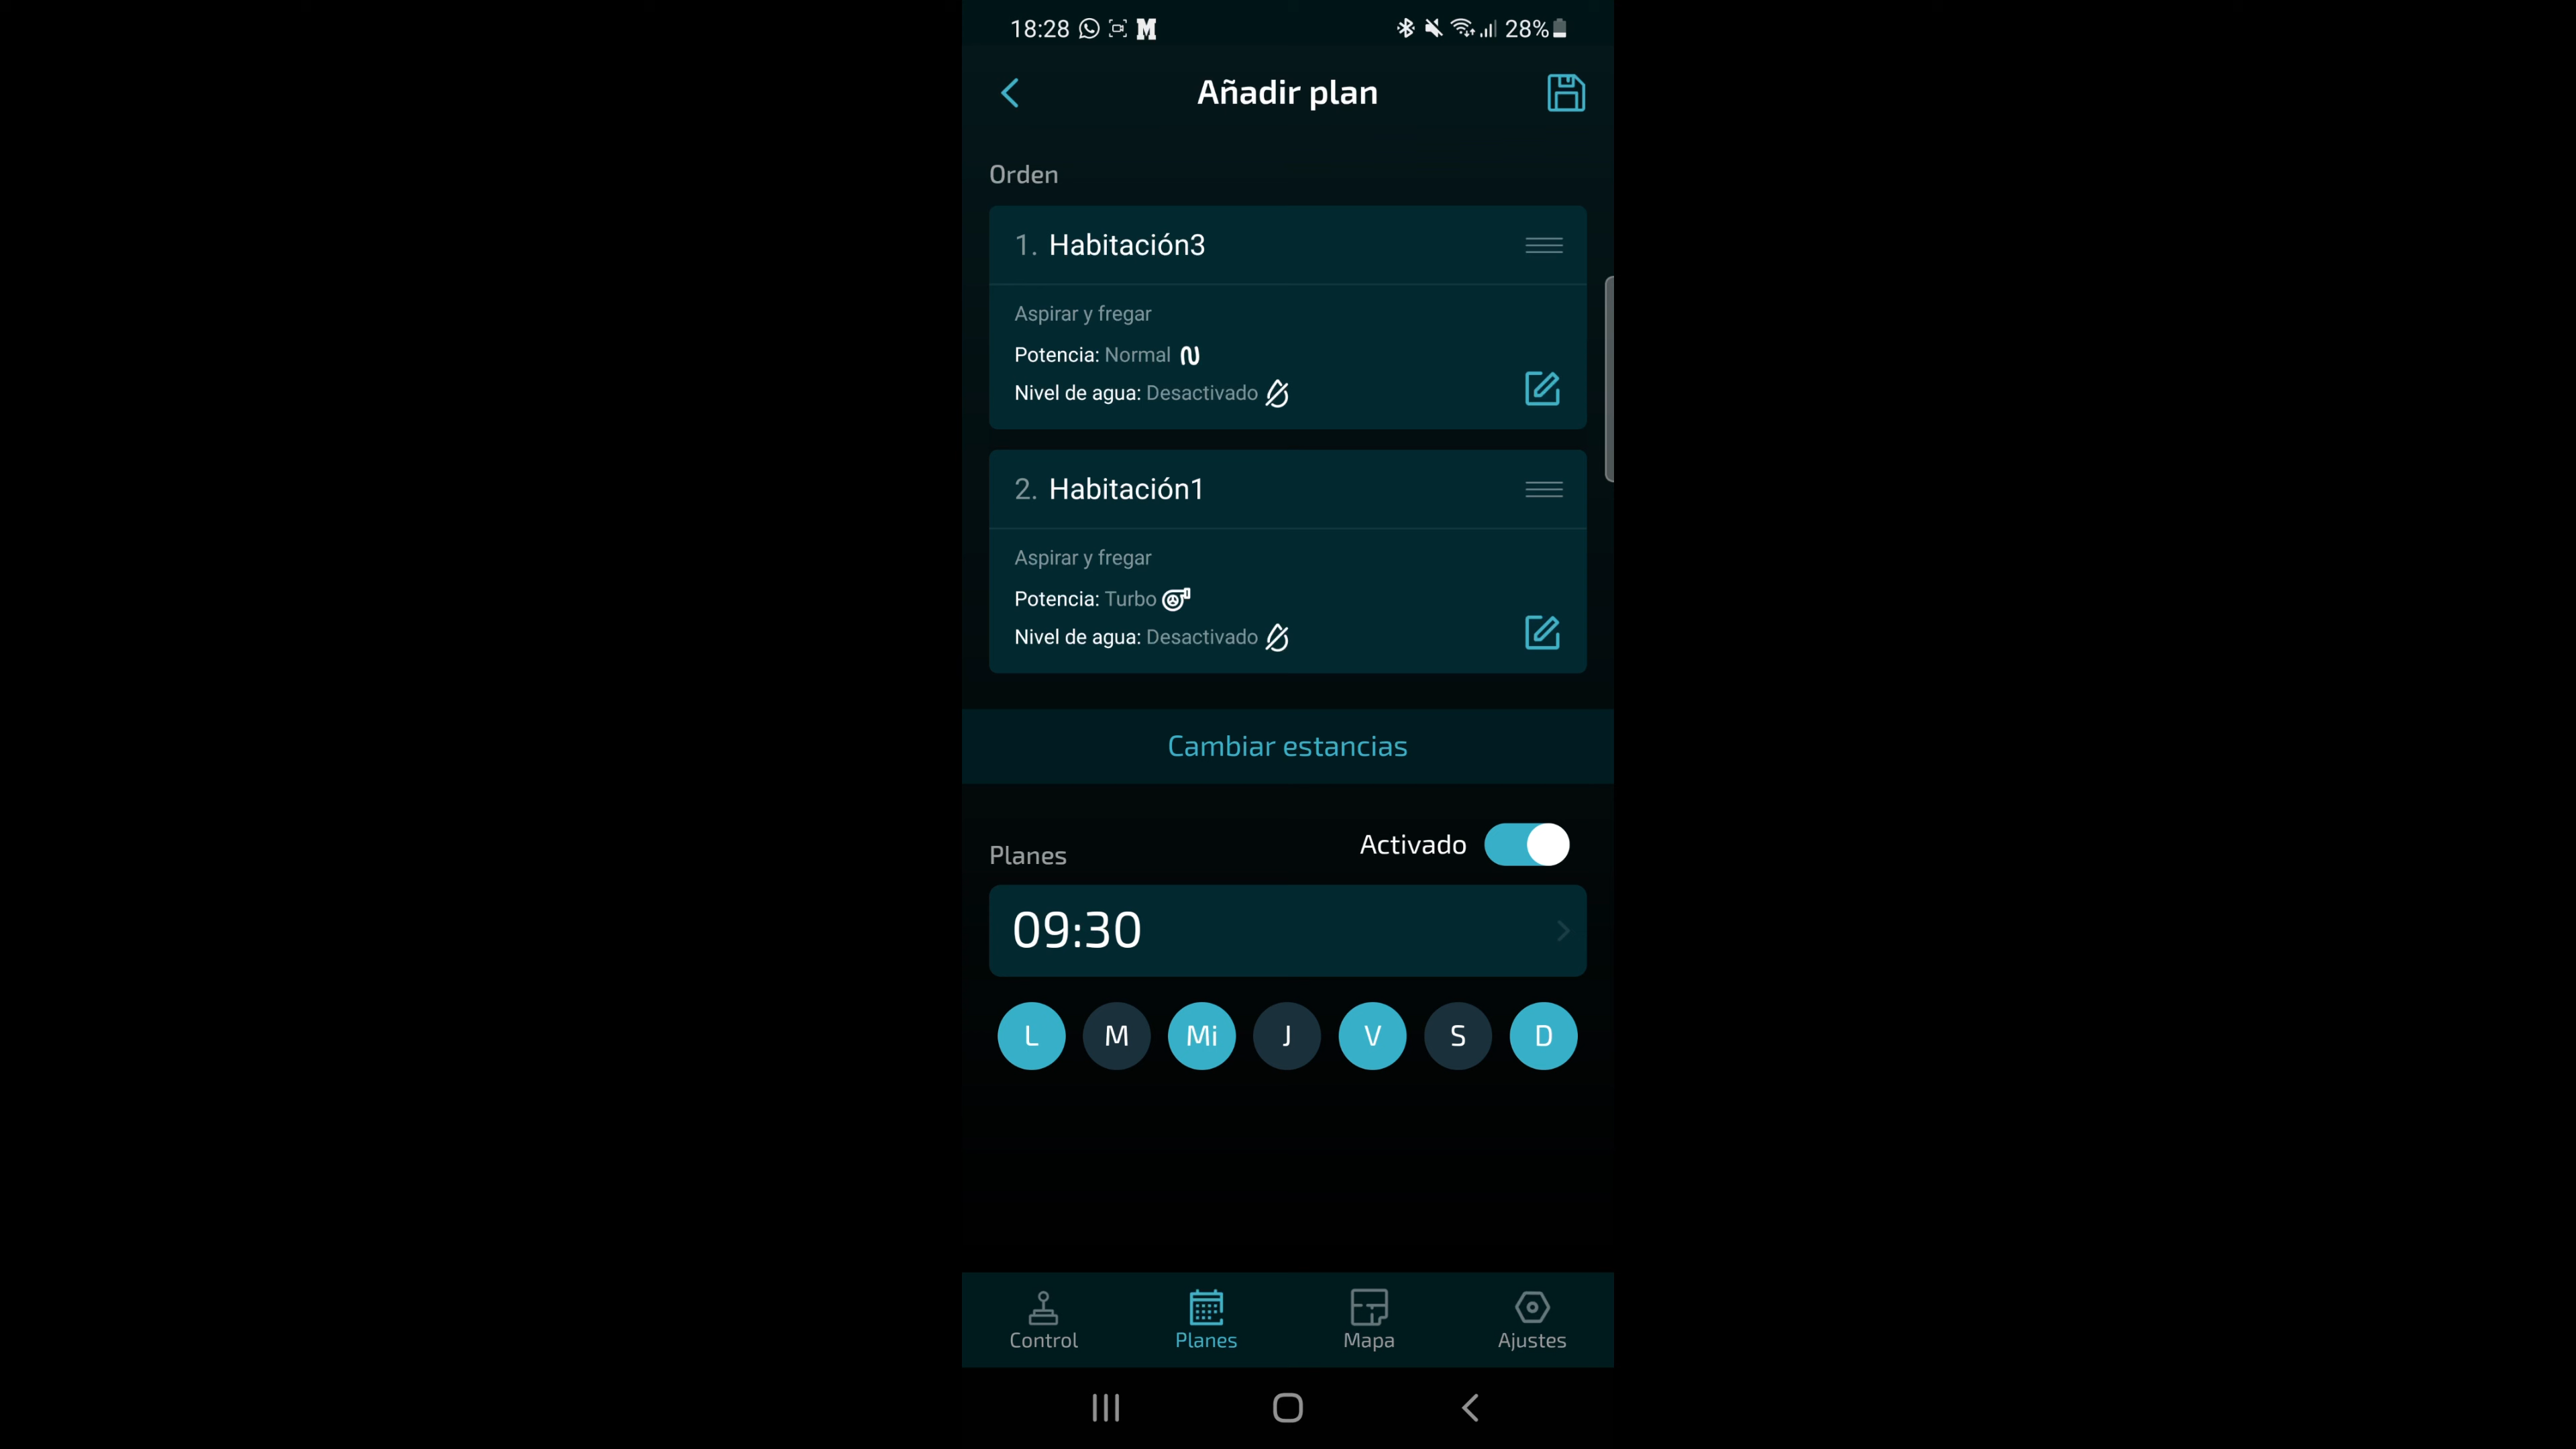 18:28 28%
Añadir plan
Orden
1. Habitación3
Aspirar y fregar
Potencia: Normal
Nivel de agua: Desactivado
2. Habitación1
Aspirar y fregar
Potencia: Turbo
Nivel de agua: Desactivado
Cambiar estancias
Planes Activado
09:30
L M Mi J V S D
Control Planes Mapa Ajustes